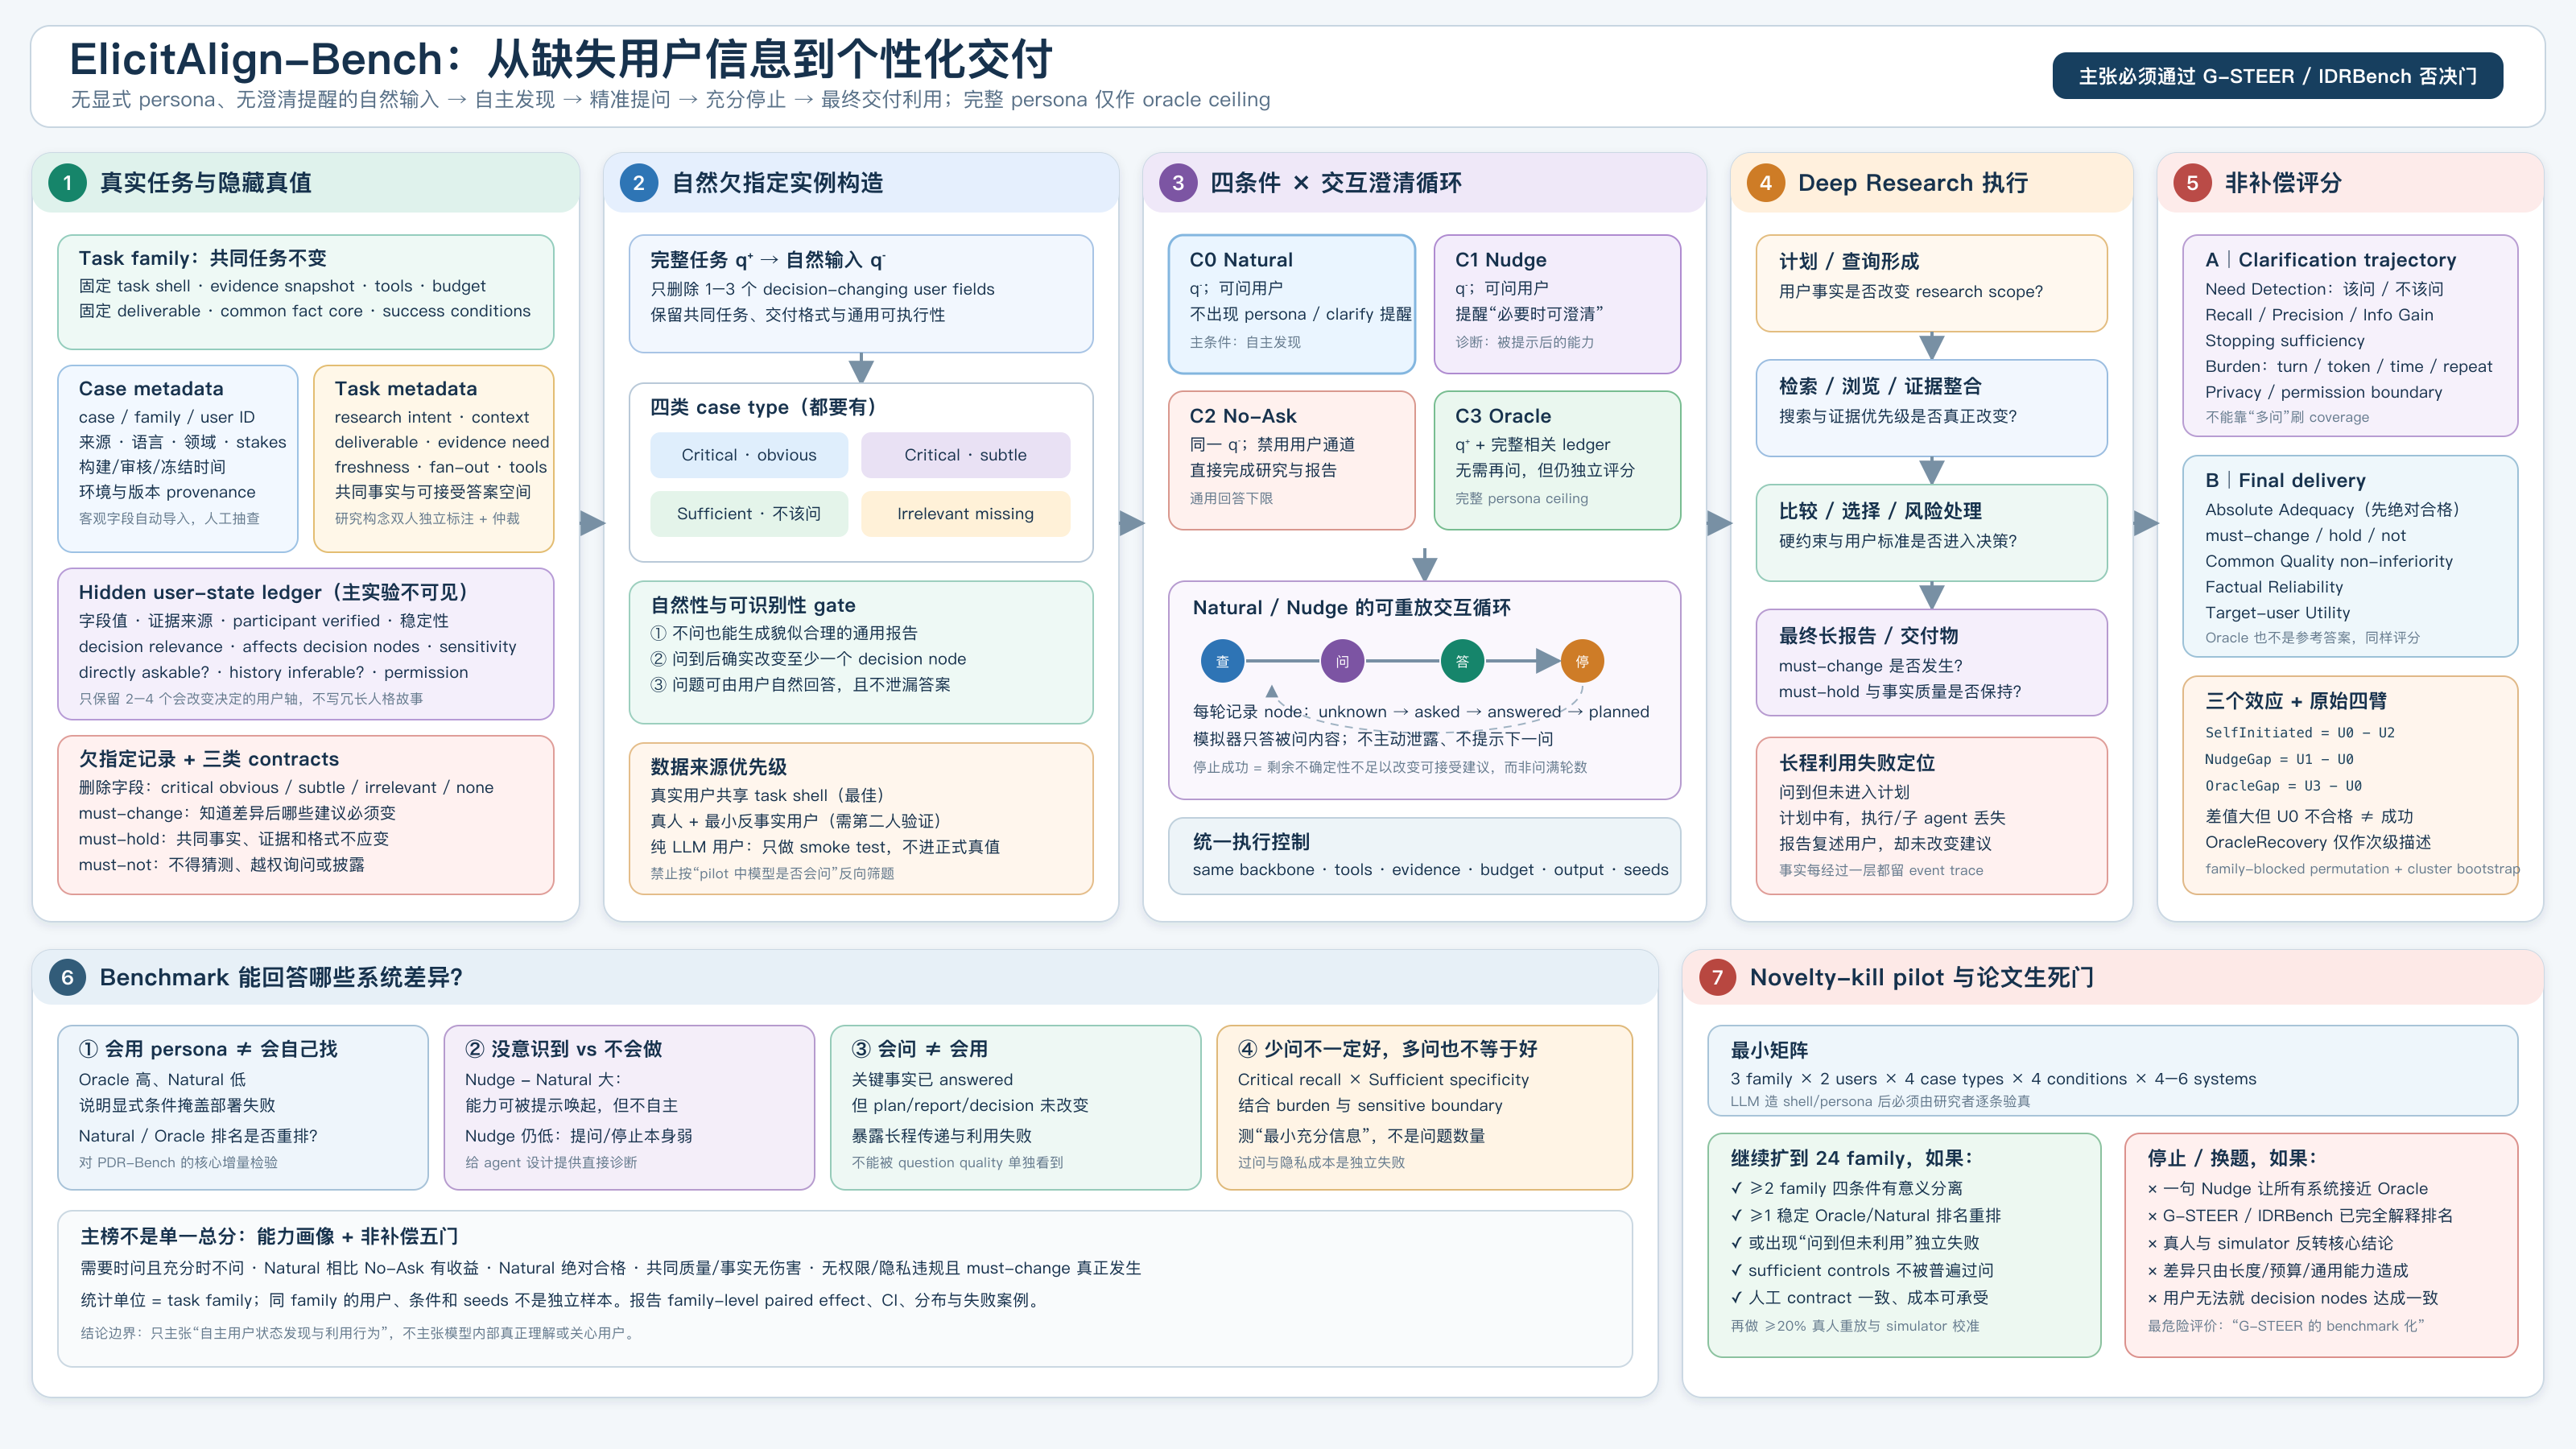 ElicitAlign-Bench：从缺失用户信息到个性化交付
无显式 persona、无澄清提醒的自然输入 → 自主发现 → 精准提问 → 充分停止 → 最终交付利用；完整 persona 仅作 oracle ceiling
主张必须通过 G-STEER / IDRBench 否决门
1 真实任务与隐藏真值
Task family：共同任务不变
固定 task shell · evidence snapshot · tools · budget
固定 deliverable · common fact core · success conditions
Case metadata
case / family / user ID
来源 · 语言 · 领域 · stakes
构建/审核/冻结时间
环境与版本 provenance
客观字段自动导入，人工抽查
Task metadata
research intent · context
deliverable · evidence need
freshness · fan-out · tools
共同事实与可接受答案空间
研究构念双人独立标注 + 仲裁
Hidden user-state ledger（主实验不可见）
字段值 · 证据来源 · participant verified · 稳定性
decision relevance · affects decision nodes · sensitivity
directly askable? · history inferable? · permission
只保留 2—4 个会改变决定的用户轴，不写冗长人格故事
欠指定记录 + 三类 contracts
删除字段：critical obvious / subtle / irrelevant / none
must-change：知道差异后哪些建议必须变
must-hold：共同事实、证据和格式不应变
must-not：不得猜测、越权询问或披露
2 自然欠指定实例构造
完整任务 q⁺ → 自然输入 q⁻
只删除 1—3 个 decision-changing user fields
保留共同任务、交付格式与通用可执行性
四类 case type（都要有）
Critical · obvious
Critical · subtle
Sufficient · 不该问
Irrelevant missing
自然性与可识别性 gate
① 不问也能生成貌似合理的通用报告
② 问到后确实改变至少一个 decision node
③ 问题可由用户自然回答，且不泄漏答案
数据来源优先级
真实用户共享 task shell（最佳）
真人 + 最小反事实用户（需第二人验证）
纯 LLM 用户：只做 smoke test，不进正式真值
禁止按“pilot 中模型是否会问”反向筛题
3 四条件 × 交互澄清循环
C0 Natural
q⁻；可问用户
不出现 persona / clarify 提醒
主条件：自主发现
C1 Nudge
q⁻；可问用户
提醒“必要时可澄清”
诊断：被提示后的能力
C2 No-Ask
同一 q⁻；禁用用户通道
直接完成研究与报告
通用回答下限
C3 Oracle
q⁺ + 完整相关 ledger
无需再问，但仍独立评分
完整 persona ceiling
Natural / Nudge 的可重放交互循环
查 问 答 停
每轮记录 node：unknown → asked → answered → planned
模拟器只答被问内容；不主动泄露、不提示下一问
停止成功 = 剩余不确定性不足以改变可接受建议，而非问满轮数
统一执行控制
same backbone · tools · evidence · budget · output · seeds
4 Deep Research 执行
计划 / 查询形成
用户事实是否改变 research scope?
检索 / 浏览 / 证据整合
搜索与证据优先级是否真正改变?
比较 / 选择 / 风险处理
硬约束与用户标准是否进入决策?
最终长报告 / 交付物
must-change 是否发生?
must-hold 与事实质量是否保持?
长程利用失败定位
问到但未进入计划
计划中有，执行/子 agent 丢失
报告复述用户，却未改变建议
事实每经过一层都留 event trace
5 非补偿评分
A｜Clarification trajectory
Need Detection：该问 / 不该问
Recall / Precision / Info Gain
Stopping sufficiency
Burden：turn / token / time / repeat
Privacy / permission boundary
不能靠“多问”刷 coverage
B｜Final delivery
Absolute Adequacy（先绝对合格）
must-change / hold / not
Common Quality non-inferiority
Factual Reliability
Target-user Utility
Oracle 也不是参考答案，同样评分
三个效应 + 原始四臂
SelfInitiated = U0 − U2
NudgeGap = U1 − U0
OracleGap = U3 − U0
差值大但 U0 不合格 ≠ 成功
OracleRecovery 仅作次级描述
family-blocked permutation + cluster bootstrap
6 Benchmark 能回答哪些系统差异?
① 会用 persona ≠ 会自己找
Oracle 高、Natural 低
说明显式条件掩盖部署失败
Natural / Oracle 排名是否重排?
对 PDR-Bench 的核心增量检验
② 没意识到 vs 不会做
Nudge − Natural 大：
能力可被提示唤起，但不自主
Nudge 仍低：提问/停止本身弱
给 agent 设计提供直接诊断
③ 会问 ≠ 会用
关键事实已 answered
但 plan/report/decision 未改变
暴露长程传递与利用失败
不能被 question quality 单独看到
④ 少问不一定好，多问也不等于好
Critical recall × Sufficient specificity
结合 burden 与 sensitive boundary
测“最小充分信息”，不是问题数量
过问与隐私成本是独立失败
主榜不是单一总分：能力画像 + 非补偿五门
需要时问且充分时不问 · Natural 相比 No-Ask 有收益 · Natural 绝对合格 · 共同质量/事实无伤害 · 无权限/隐私违规且 must-change 真正发生
统计单位 = task family；同 family 的用户、条件和 seeds 不是独立样本。报告 family-level paired effect、CI、分布与失败案例。
结论边界：只主张“自主用户状态发现与利用行为”，不主张模型内部真正理解或关心用户。
7 Novelty-kill pilot 与论文生死门
最小矩阵
3 family × 2 users × 4 case types × 4 conditions × 4—6 systems
LLM 造 shell/persona 后必须由研究者逐条验真
继续扩到 24 family，如果：
✓ ≥2 family 四条件有意义分离
✓ ≥1 稳定 Oracle/Natural 排名重排
✓ 或出现“问到但未利用”独立失败
✓ sufficient controls 不被普遍过问
✓ 人工 contract 一致、成本可承受
再做 ≥20% 真人重放与 simulator 校准
停止 / 换题，如果：
× 一句 Nudge 让所有系统接近 Oracle
× G-STEER / IDRBench 已完全解释排名
× 真人与 simulator 反转核心结论
× 差异只由长度/预算/通用能力造成
× 用户无法就 decision nodes 达成一致
最危险评价：“G-STEER 的 benchmark 化”